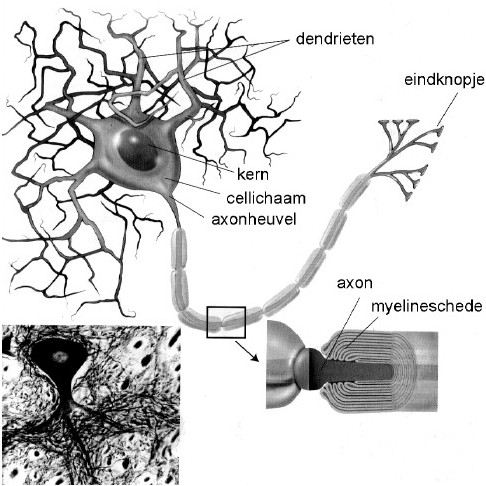 dendrieten
eindknopje
kern
cellichaam
axonheuvel
axon
myelineschede